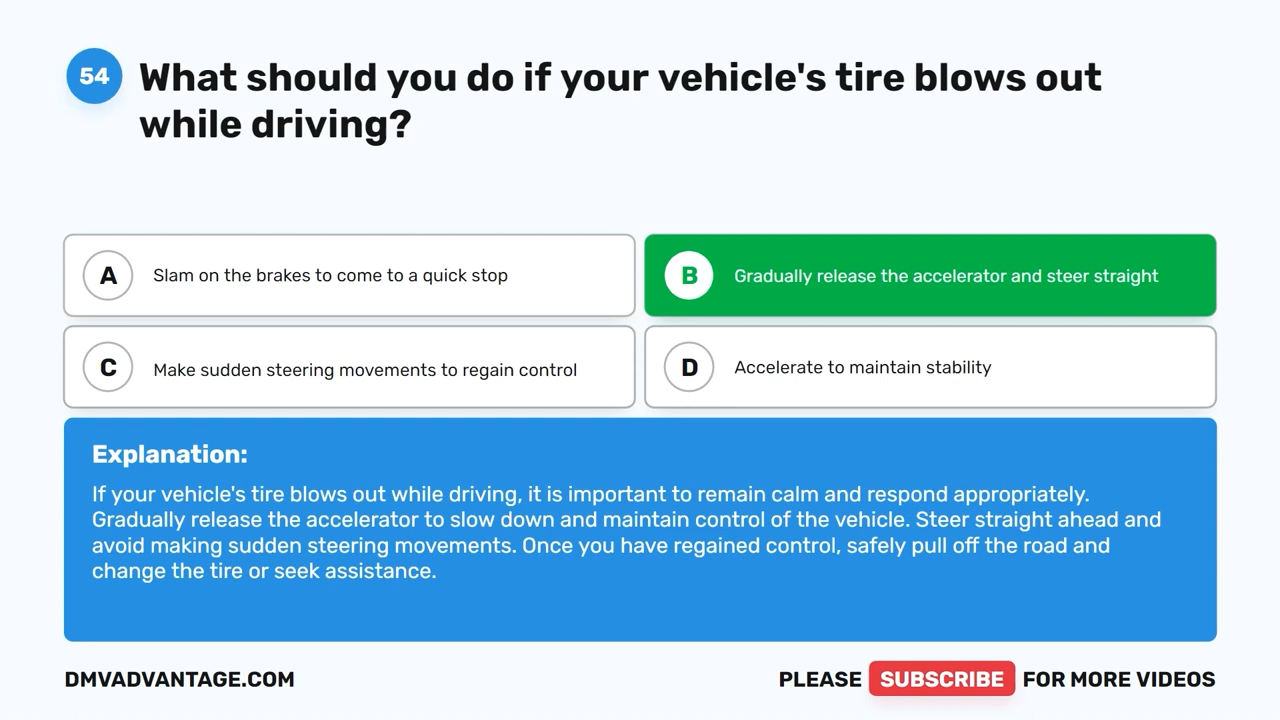 54
What should you do if your vehicle's tire blows out
while driving?
A Slam on the brakes to come to a quick stop
B Gradually release the accelerator and steer straight
C Make sudden steering movements to regain control
D Accelerate to maintain stability
Explanation:
If your vehicle's tire blows out while driving, it is important to remain calm and respond appropriately.
Gradually release the accelerator to slow down and maintain control of the vehicle. Steer straight ahead and
avoid making sudden steering movements. Once you have regained control, safely pull off the road and
change the tire or seek assistance.
DMVADVANTAGE.COM
PLEASE SUBSCRIBE FOR MORE VIDEOS